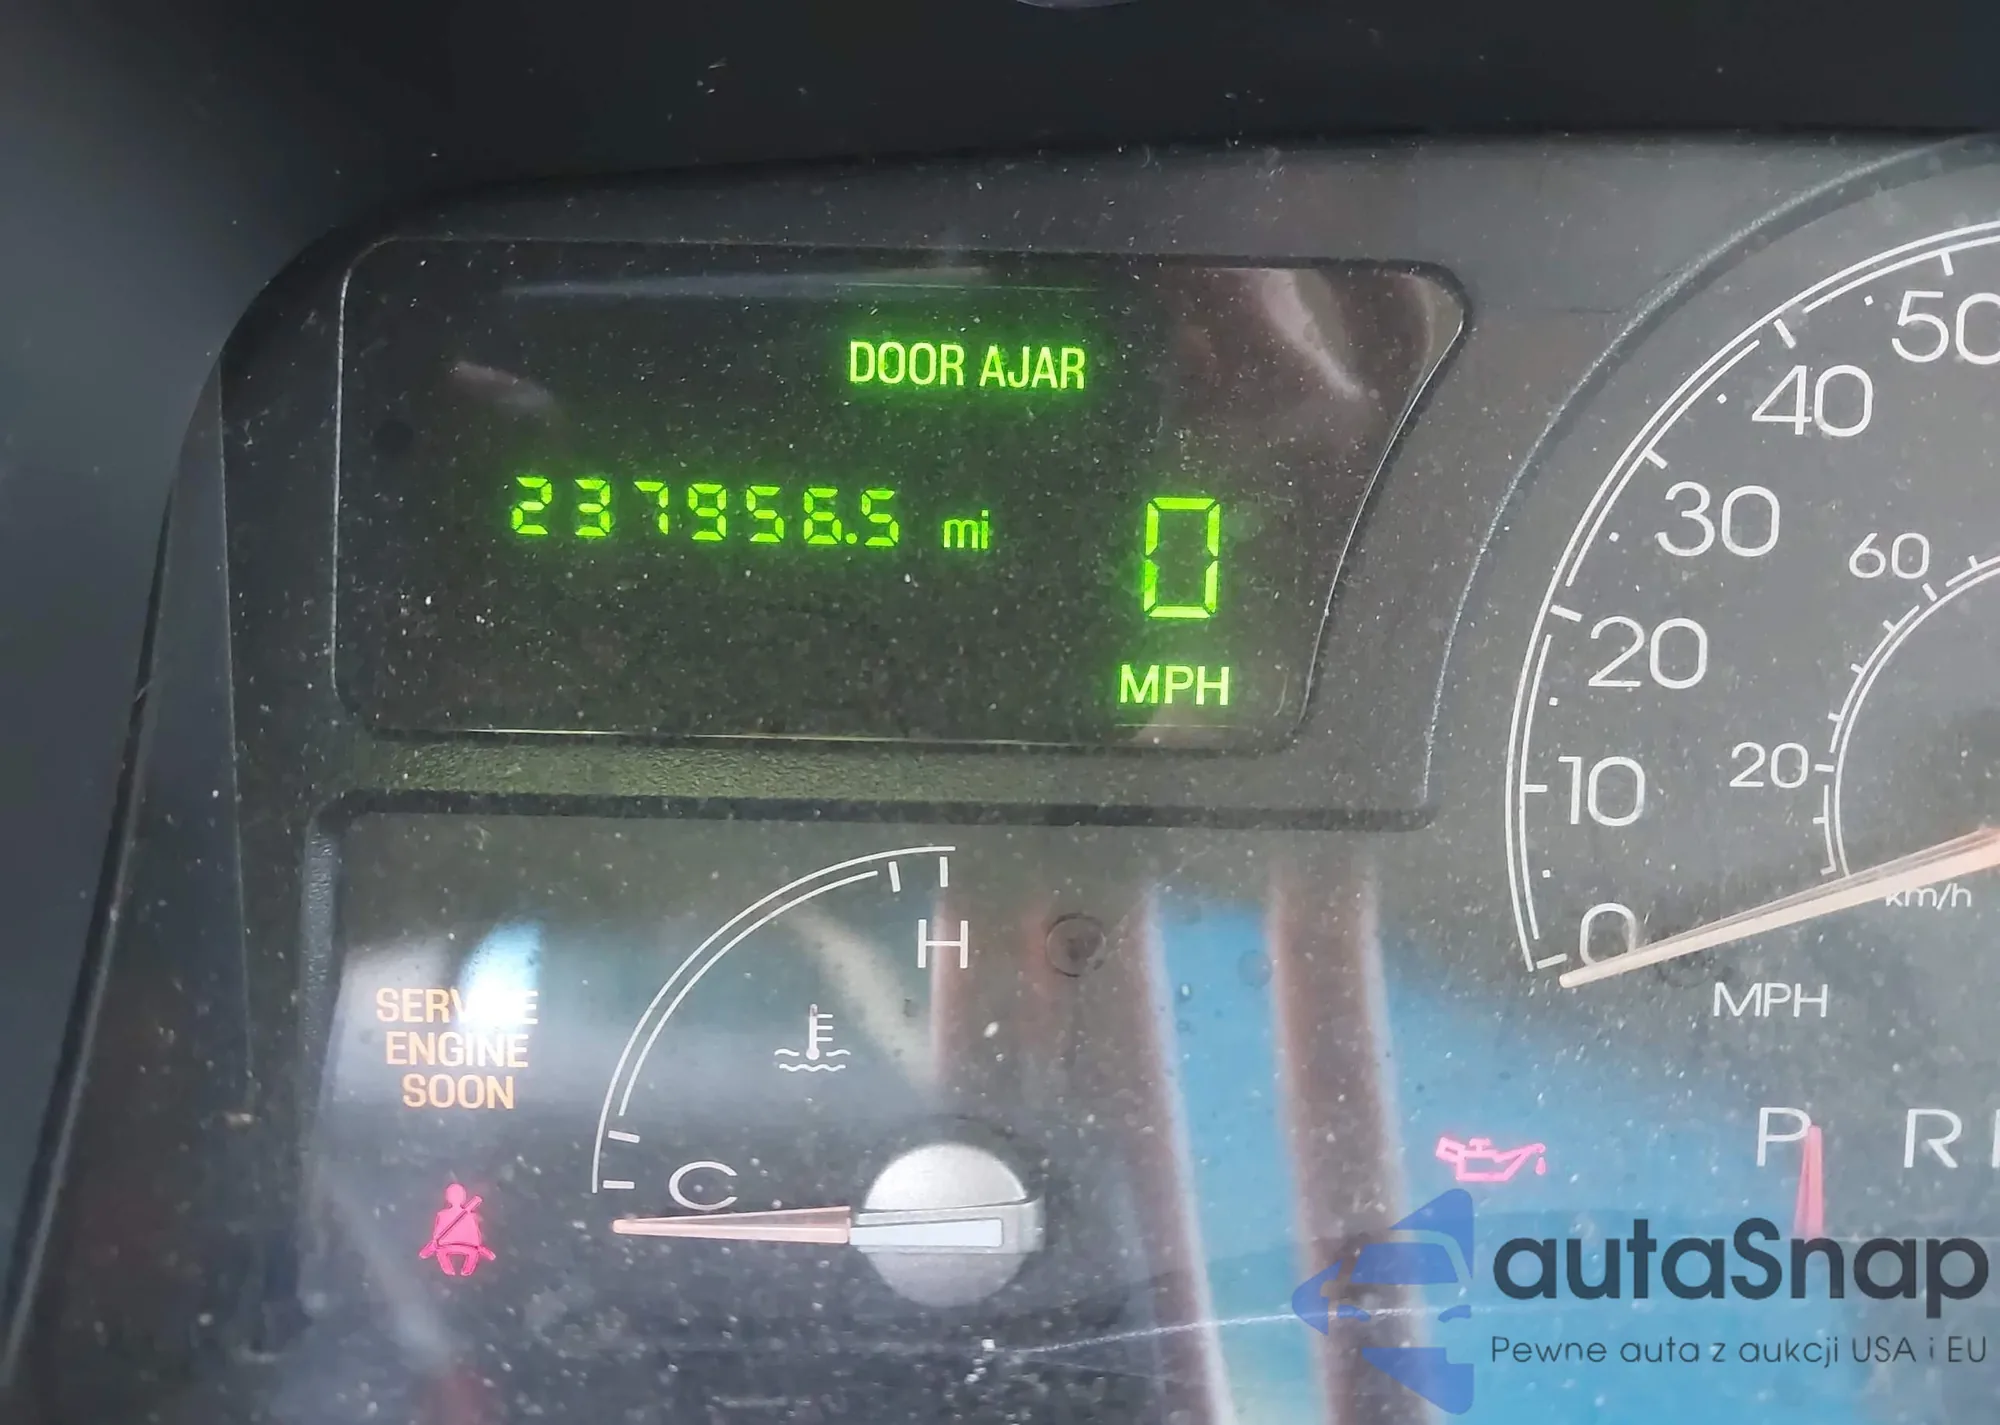 DOOR AJAR
237956.5 mi
0
MPH
50
40
30
60
20
20
10
0
km/h
MPH
H
SERVICE
ENGINE
SOON
C
P R
autaSnap
Pewne auta z aukcji USA i EU